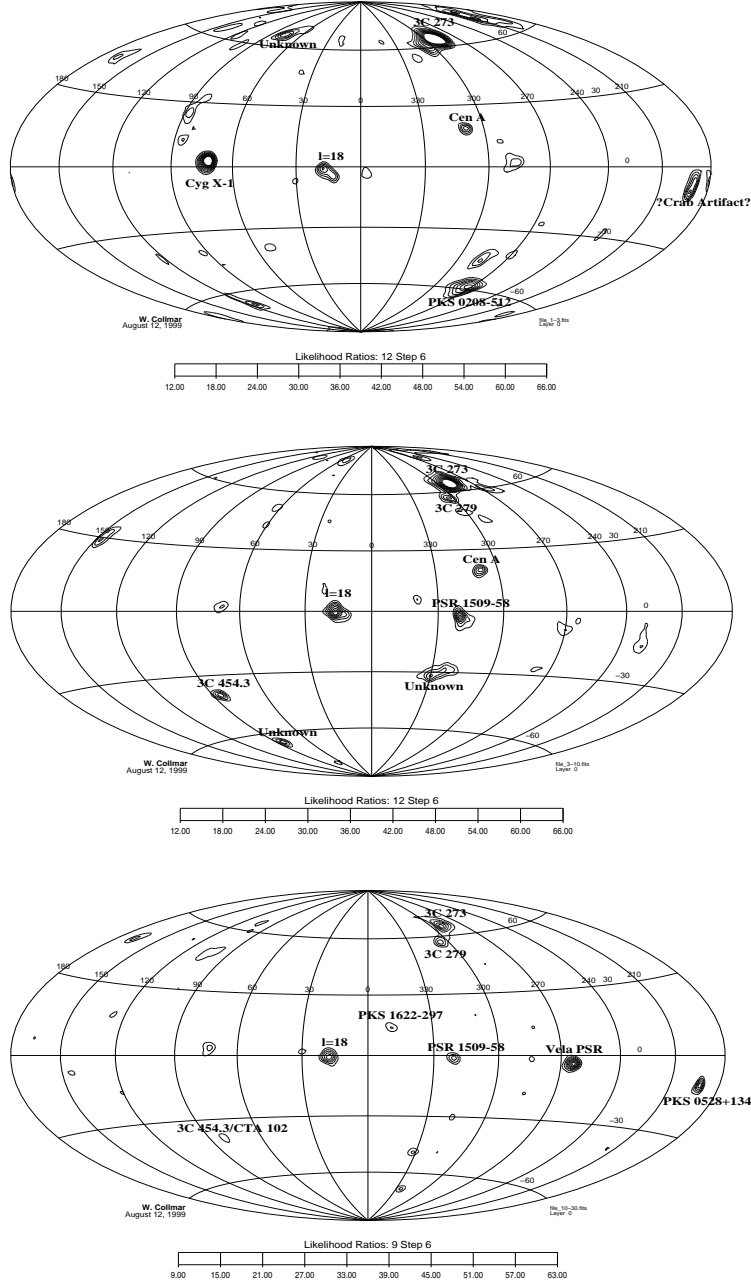 3C 273
60
Unknown
180
150
120
90
60
30
0
330
300
270
240
30
210
Cen A
l=18
0
Cyg X-1
?Crab Artifact?
−30
−60
PKS 0208-512
W. Collmar
August 12, 1999
file_1−3.fits
Layer 0
Likelihood Ratios: 12 Step 6
12.00 18.00 24.00 30.00 36.00 42.00 48.00 54.00 60.00 66.00
3C 273
60
3C 279
180
150
120
90
60
30
0
330
300
270
240
30
210
Cen A
l=18
PSR 1509-58
0
−30
3C 454.3
Unknown
Unknown
−60
W. Collmar
August 12, 1999
file_3−10.fits
Layer 0
Likelihood Ratios: 12 Step 6
12.00 18.00 24.00 30.00 36.00 42.00 48.00 54.00 60.00 66.00
3C 273
60
3C 279
180
150
120
90
60
30
0
330
300
270
240
30
210
PKS 1622-297
l=18
PSR 1509-58
Vela PSR
0
PKS 0528+134
3C 454.3/CTA 102
−30
−60
W. Collmar
August 12, 1999
file_10−30.fits
Layer 0
Likelihood Ratios: 9 Step 6
9.00 15.00 21.00 27.00 33.00 39.00 45.00 51.00 57.00 63.00